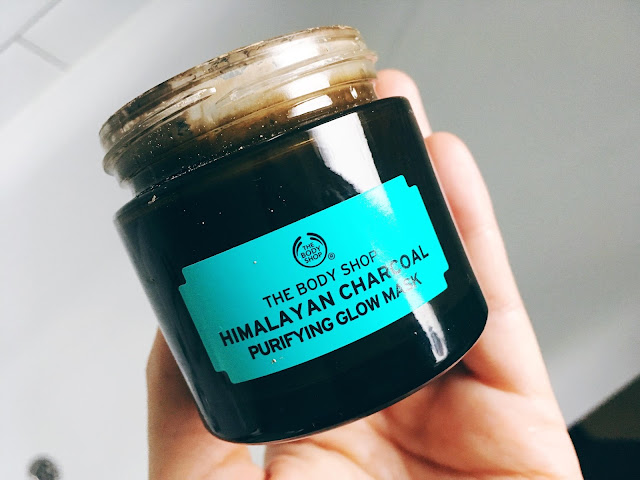 THE
BODY
SHOP
®
THE BODY SHOP®
HIMALAYAN CHARCOAL
PURIFYING GLOW MASK